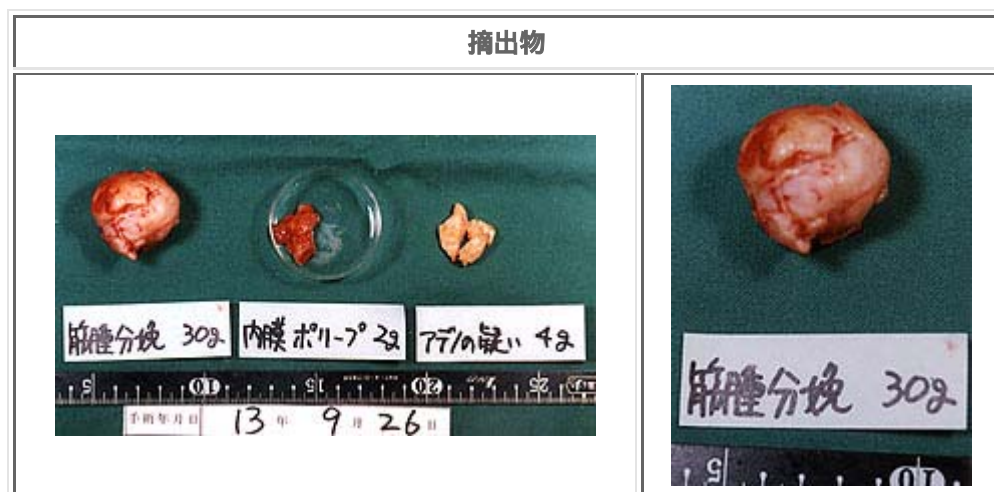 摘出物
筋腫分娩 30g
内膜ポリープ 2g
アデノの疑い 4g
5 10 15 20 25
手術年月日 13年 9月 26日
筋腫分娩 30g
5 10